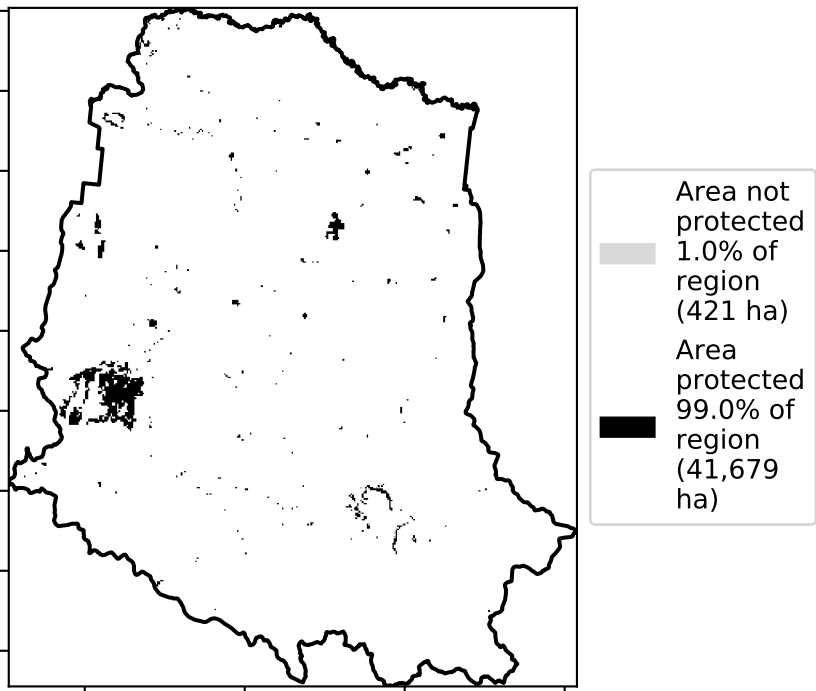 Area not
protected
1.0% of
region
(421 ha)
Area
protected
99.0% of
region
(41,679
ha)